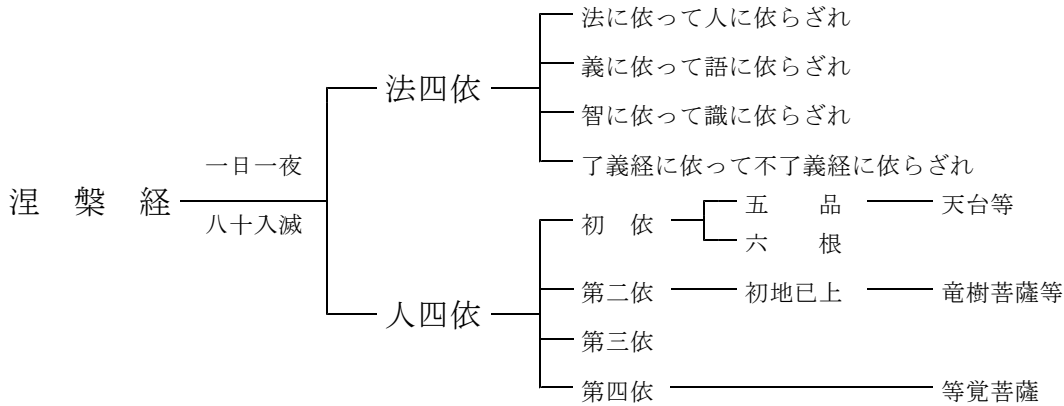 涅槃経
一日一夜
八十入滅
法四依
法に依って人に依らざれ
義に依って語に依らざれ
智に依って識に依らざれ
了義経に依って不了義経に依らざれ
人四依
初依
五品
天台等
六根
第二依
初地已上
竜樹菩薩等
第三依
第四依
等覚菩薩